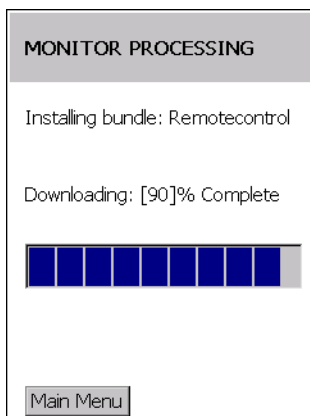 MONITOR PROCESSING
Installing bundle: Remotecontrol
Downloading: [90]% Complete
Main Menu